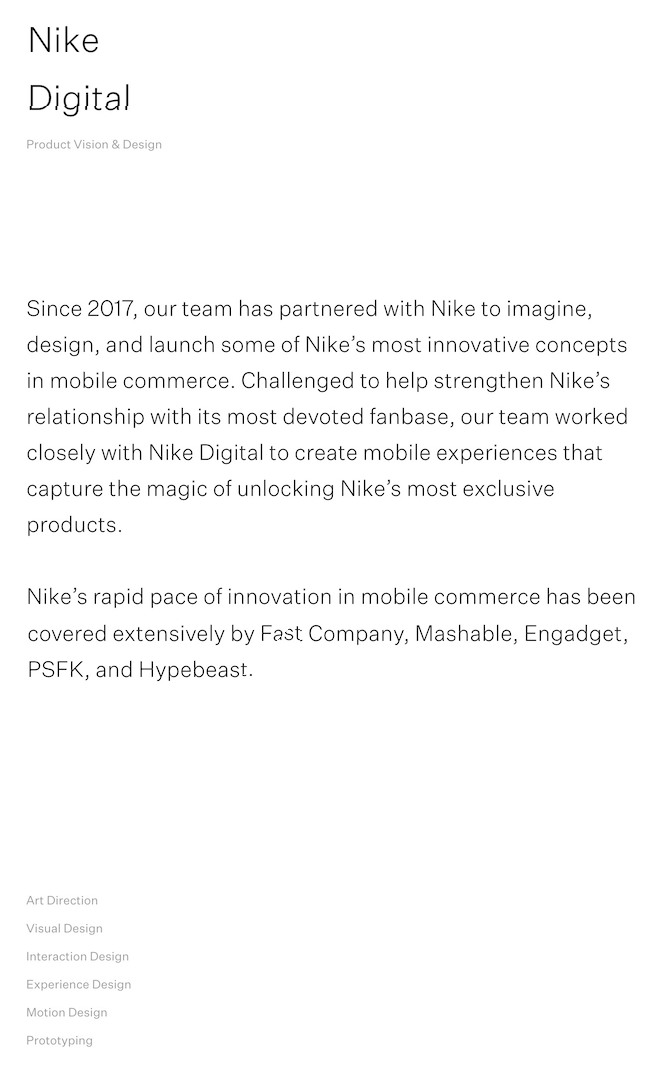 Nike
Digital
Product Vision & Design
Since 2017, our team has partnered with Nike to imagine,
design, and launch some of Nike’s most innovative concepts
in mobile commerce. Challenged to help strengthen Nike’s
relationship with its most devoted fanbase, our team worked
closely with Nike Digital to create mobile experiences that
capture the magic of unlocking Nike’s most exclusive
products.
Nike’s rapid pace of innovation in mobile commerce has been
covered extensively by Fast Company, Mashable, Engadget,
PSFK, and Hypebeast.
Art Direction
Visual Design
Interaction Design
Experience Design
Motion Design
Prototyping